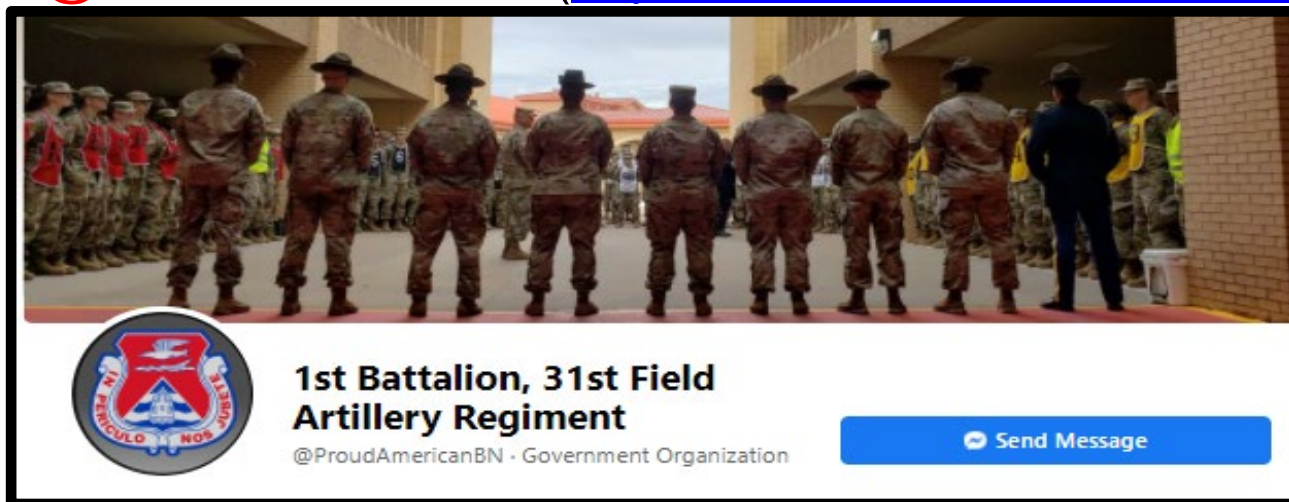 1st Battalion, 31st Field
Artillery Regiment
@ProudAmericanBN · Government Organization
Send Message
IN PERICULO NOS JUBETE